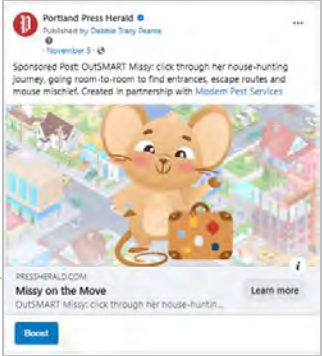 Portland Press Herald
Published by Debbie Tracy Pearce
· November 5 ·
Sponsored Post: OutSMART Missy: click through her house-hunting
journey, going room-to-room to find entrances, escape routes and
mouse mischief. Created in partnership with Modern Pest Services
PRESSHERALD.COM
Missy on the Move
OutSMART Missy: click through her house-huntin...
Learn more
Boost